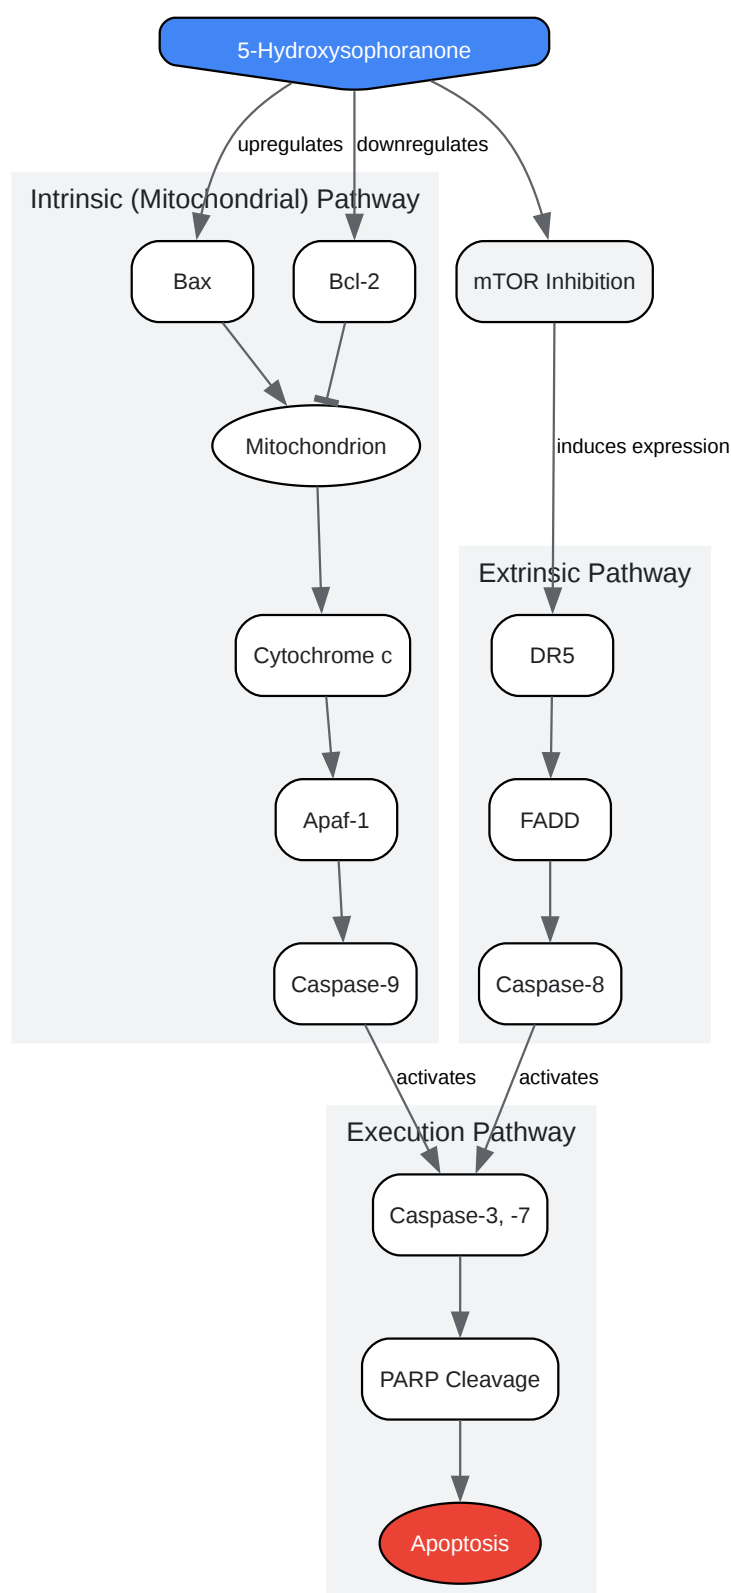 5-Hydroxysophoranone
upregulates
downregulates
Intrinsic (Mitochondrial) Pathway
Bax
Bcl-2
mTOR Inhibition
Mitochondrion
induces expression
Extrinsic Pathway
Cytochrome c
DR5
Apaf-1
FADD
Caspase-9
Caspase-8
activates
activates
Execution Pathway
Caspase-3, -7
PARP Cleavage
Apoptosis